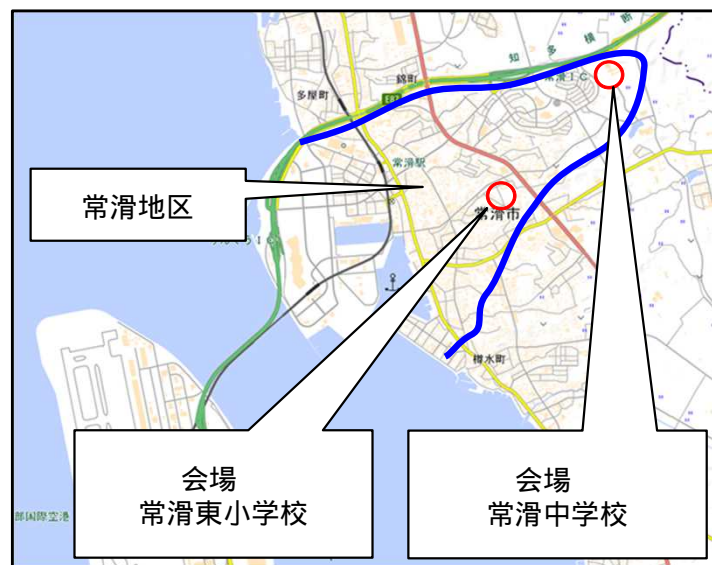 知多横断
常滑IC
錦町
多屋町
常滑駅
常滑地区
常滑市
樽水町
会場
常滑東小学校
会場
常滑中学校
部国際空港